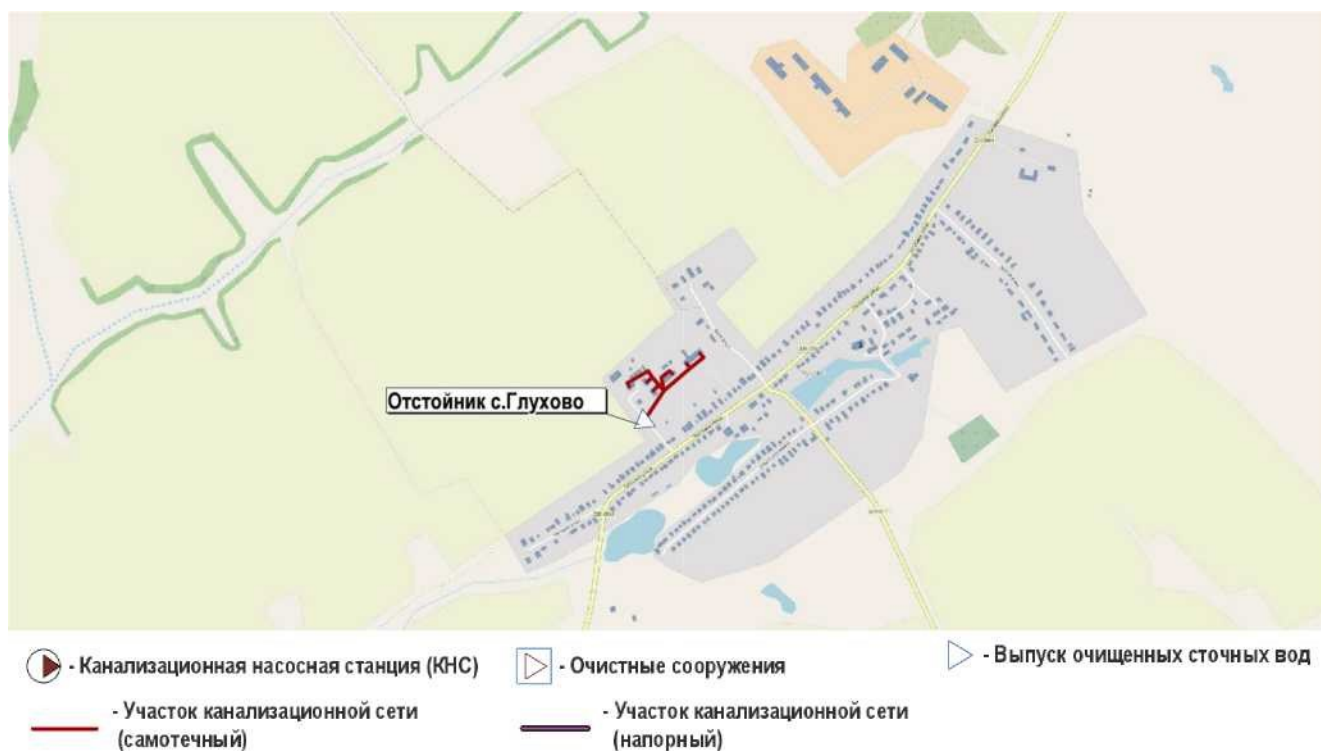 Отстойник с.Глухово
- Канализационная насосная станция (КНС)
- Очистные сооружения
- Выпуск очищенных сточных вод
- Участок канализационной сети
(самотечный)
- Участок канализационной сети
(напорный)